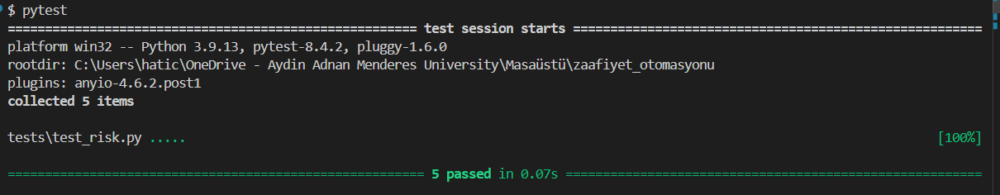 $ pytest
===================================================== test session starts =====================================================
platform win32 -- Python 3.9.13, pytest-8.4.2, pluggy-1.6.0
rootdir: C:\Users\hatic\OneDrive - Aydin Adnan Menderes University\Masaüstü\zaafiyet_otomasyonu
plugins: anyio-4.6.2.post1
collected 5 items
tests\test_risk.py ..... [100%]
====================================================== 5 passed in 0.07s ======================================================